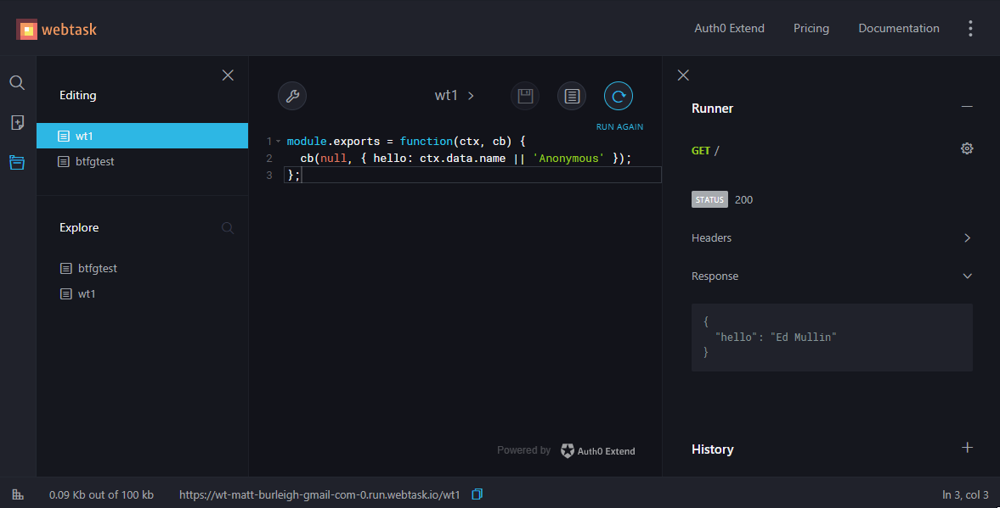 webtask
Auth0 Extend
Pricing
Documentation
Editing
wt1
btfgtest
Explore
btfgtest
wt1
wt1
RUN AGAIN
1 module.exports = function(ctx, cb) {
2 cb(null, { hello: ctx.data.name || 'Anonymous' });
3 };
Powered by Auth0 Extend
Runner
GET /
STATUS 200
Headers
Response
{
"hello": "Ed Mullin"
}
History
0.09 Kb out of 100 kb
https://wt-matt-burleigh-gmail-com-0.run.webtask.io/wt1
ln 3, col 3